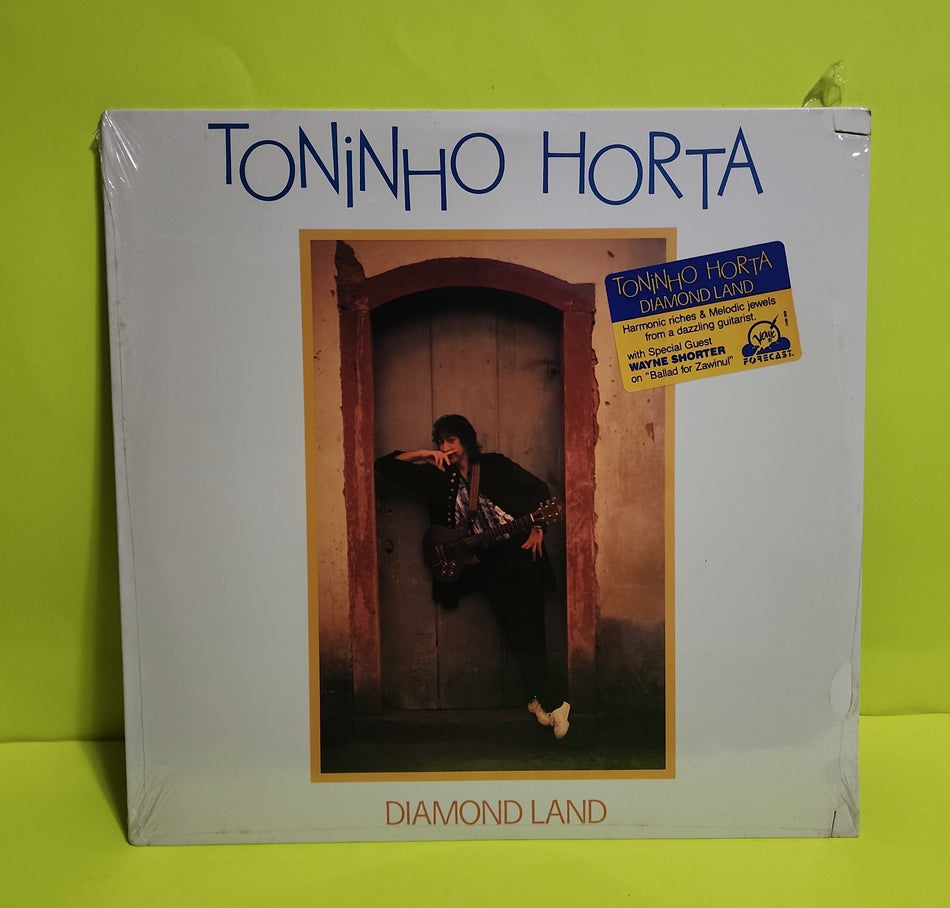 TONiNHO HORTA
TONiNHO HORTA
DIAMOND LAND
Harmonic riches & Melodic jewels
from a dazzling guitarist.
with Special Guest
WAYNE SHORTER
on "Ballad for Zawinul"
Verve
FORECAST
DIAMOND LAND